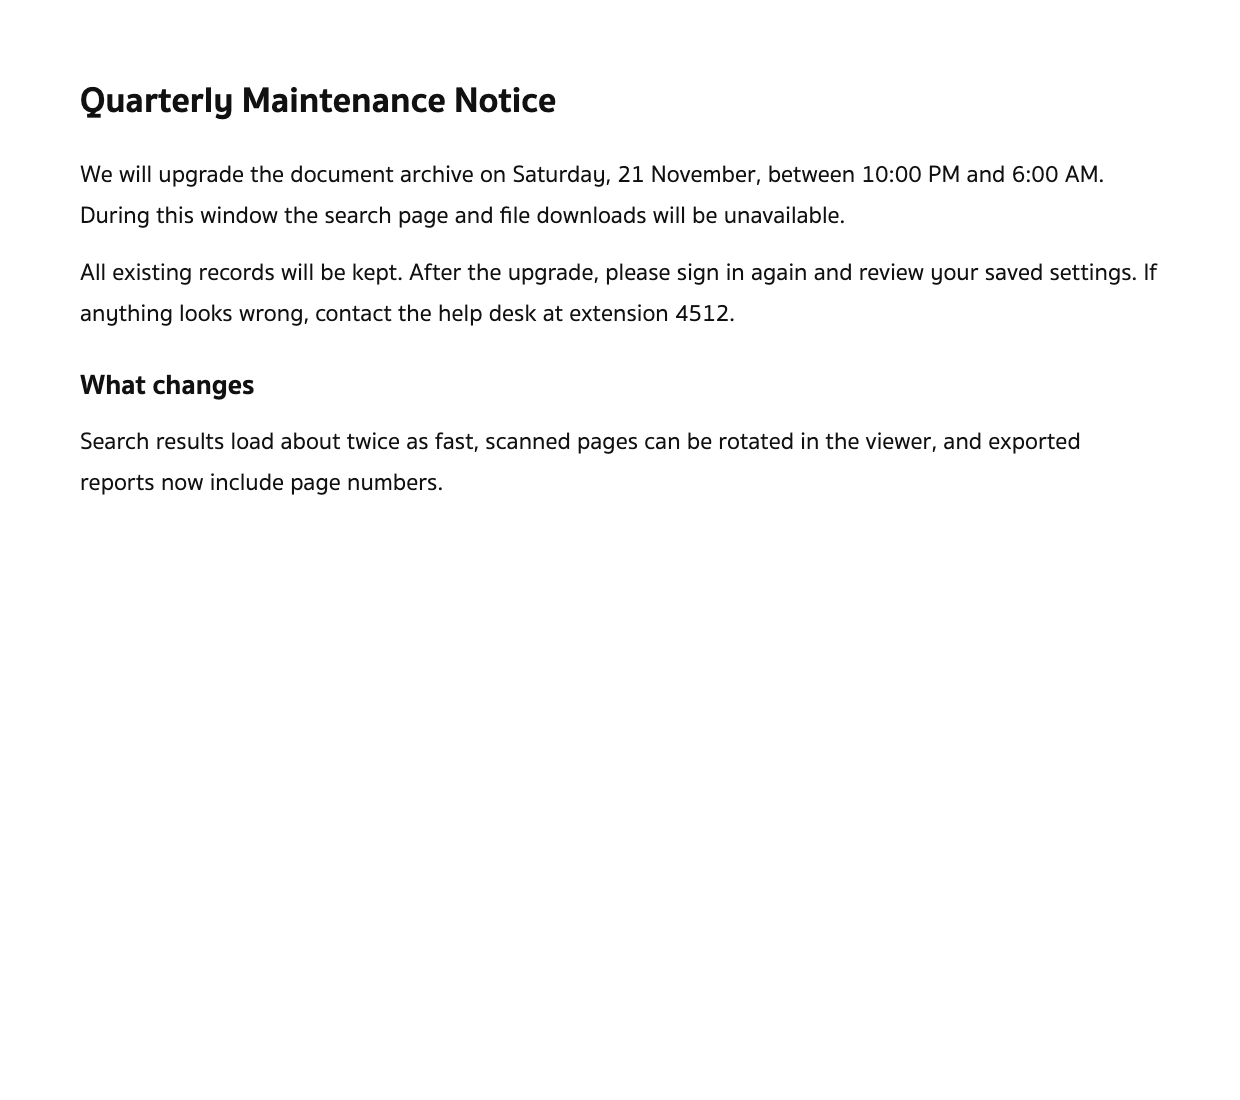 Quarterly Maintenance Notice
We will upgrade the document archive on Saturday, 21 November, between 10:00 PM and 6:00 AM.
During this window the search page and file downloads will be unavailable.
All existing records will be kept. After the upgrade, please sign in again and review your saved settings. If
anything looks wrong, contact the help desk at extension 4512.
What changes
Search results load about twice as fast, scanned pages can be rotated in the viewer, and exported
reports now include page numbers.